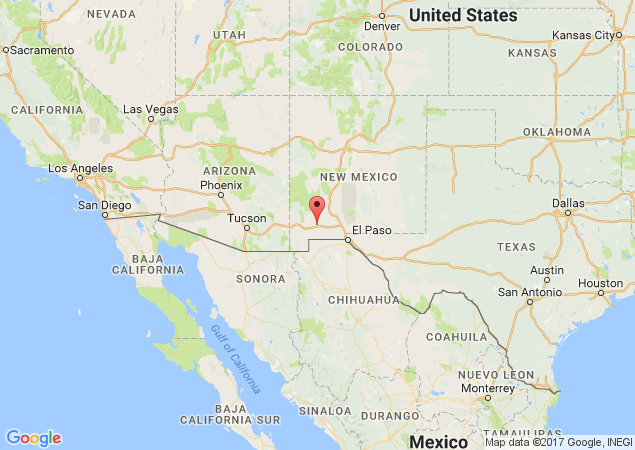 United States
NEVADA
Denver
Kansas City
UTAH
Sacramento
COLORADO
KANSAS
CALIFORNIA
Las Vegas
OKLAHOMA
Los Angeles
ARIZONA
NEW MEXICO
Phoenix
San Diego
Tucson
El Paso
Dallas
TEXAS
BAJA
CALIFORNIA
SONORA
Austin
Houston
San Antonio
CHIHUAHUA
Gulf of California
COAHUILA
NUEVO LEON
Monterrey
BAJA
CALIFORNIA SUR
SINALOA
DURANGO
TAMAULIPAS
Google
Mexico
Map data ©2017 Google, INEGI